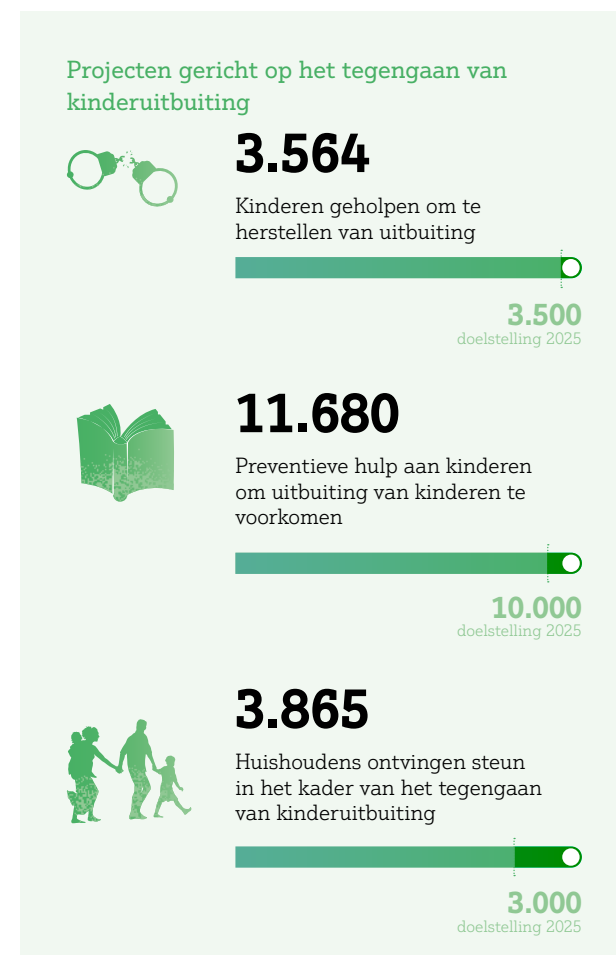 Projecten gericht op het tegengaan van
kinderuitbuiting
3.564
Kinderen geholpen om te
herstellen van uitbuiting
3.500
doelstelling 2025
11.680
Preventieve hulp aan kinderen
om uitbuiting van kinderen te
voorkomen
10.000
doelstelling 2025
3.865
Huishoudens ontvingen steun
in het kader van het tegengaan
van kinderuitbuiting
3.000
doelstelling 2025